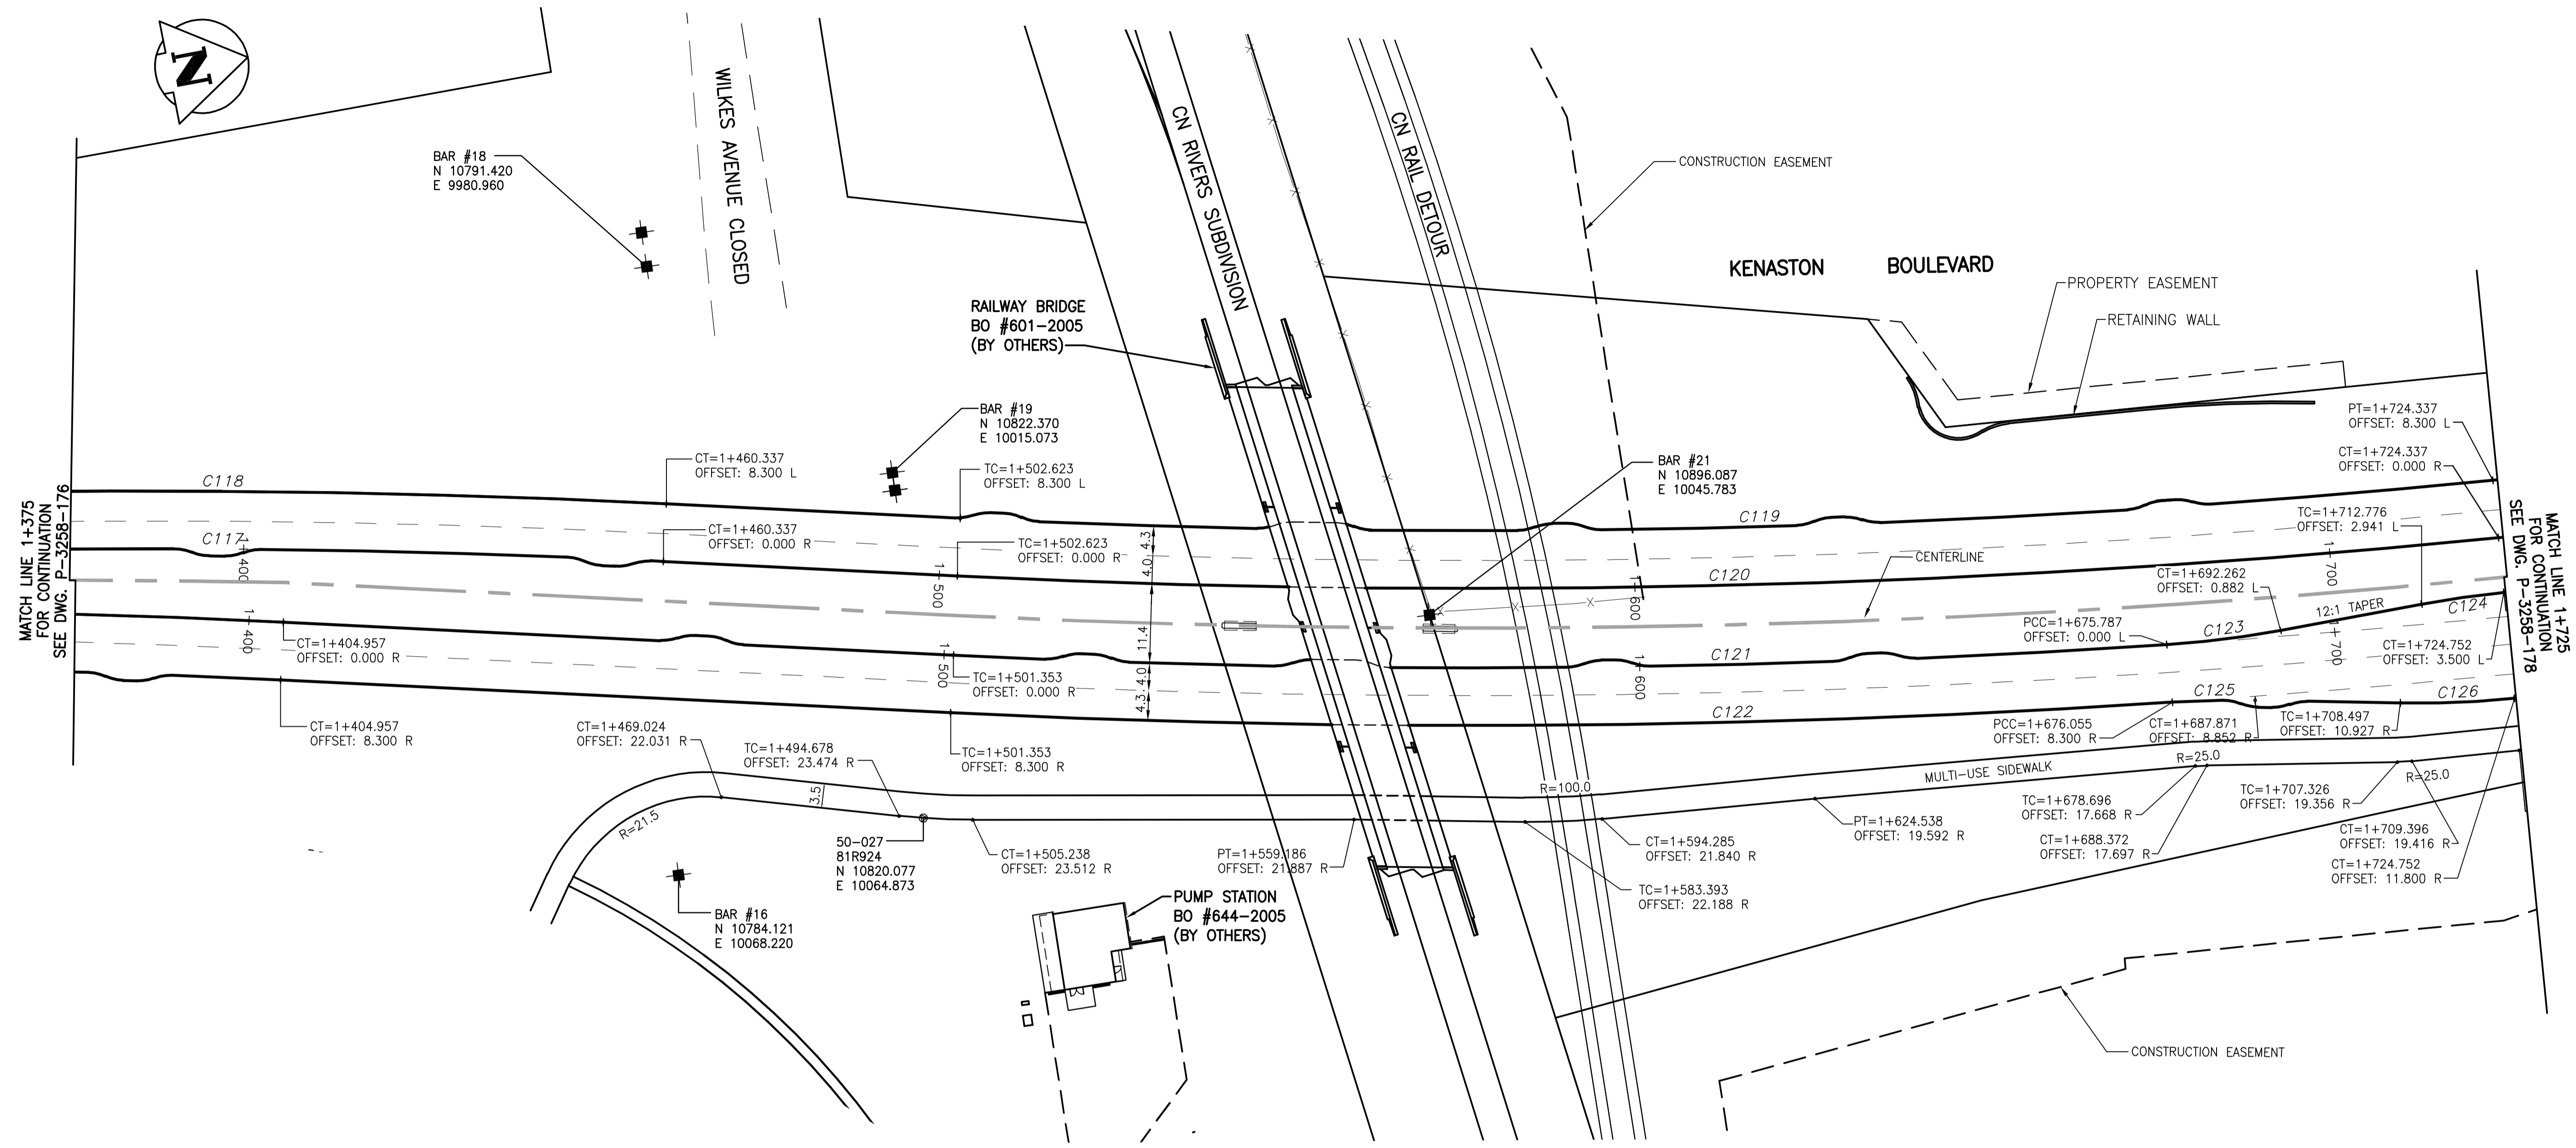 N
WILKES AVENUE CLOSED
BAR #18
N 10791.420
E 9980.960
CN RIVERS SUBDIVISION
CN RAIL DETOUR
CONSTRUCTION EASEMENT
KENASTON BOULEVARD
PROPERTY EASEMENT
RETAINING WALL
RAILWAY BRIDGE
BO #601-2005
(BY OTHERS)
BAR #19
N 10822.370
E 10015.073
BAR #21
N 10896.087
E 10045.783
PT=1+724.337
OFFSET: 8.300 L
CT=1+724.337
OFFSET: 0.000 R
CT=1+460.337
OFFSET: 8.300 L
TC=1+502.623
OFFSET: 8.300 L
C118
C117
C119
C120
CENTERLINE
TC=1+712.776
OFFSET: 2.941 L
MATCH LINE 1+375
FOR CONTINUATION
SEE DWG. P-3258-176
MATCH LINE 1+725
FOR CONTINUATION
SEE DWG. P-3258-178
CT=1+460.337
OFFSET: 0.000 R
TC=1+502.623
OFFSET: 0.000 R
4.3
4.0
11.4
4.0
4.3
1+400
1+500
1+600
1+700
1+400
1+500
1+600
1+700
CT=1+692.262
OFFSET: 0.882 L
12:1 TAPER
C124
C123
PCC=1+675.787
OFFSET: 0.000 L
CT=1+724.752
OFFSET: 3.500 L
CT=1+404.957
OFFSET: 0.000 R
TC=1+501.353
OFFSET: 0.000 R
C121
C122
C125
C126
CT=1+404.957
OFFSET: 8.300 R
CT=1+469.024
OFFSET: 22.031 R
TC=1+494.678
OFFSET: 23.474 R
TC=1+501.353
OFFSET: 8.300 R
PCC=1+676.055
OFFSET: 8.300 R
CT=1+687.871
OFFSET: 8.852 R
TC=1+708.497
OFFSET: 10.927 R
MULTI-USE SIDEWALK
R=25.0
R=25.0
R=100.0
3.5
R=21.5
TC=1+678.696
OFFSET: 17.668 R
TC=1+707.326
OFFSET: 19.356 R
PT=1+624.538
OFFSET: 19.592 R
CT=1+594.285
OFFSET: 21.840 R
CT=1+688.372
OFFSET: 17.697 R
CT=1+709.396
OFFSET: 19.416 R
CT=1+724.752
OFFSET: 11.800 R
50-027
81R924
N 10820.077
E 10064.873
CT=1+505.238
OFFSET: 23.512 R
PT=1+559.186
OFFSET: 21.887 R
TC=1+583.393
OFFSET: 22.188 R
BAR #16
N 10784.121
E 10068.220
PUMP STATION
BO #644-2005
(BY OTHERS)
CONSTRUCTION EASEMENT